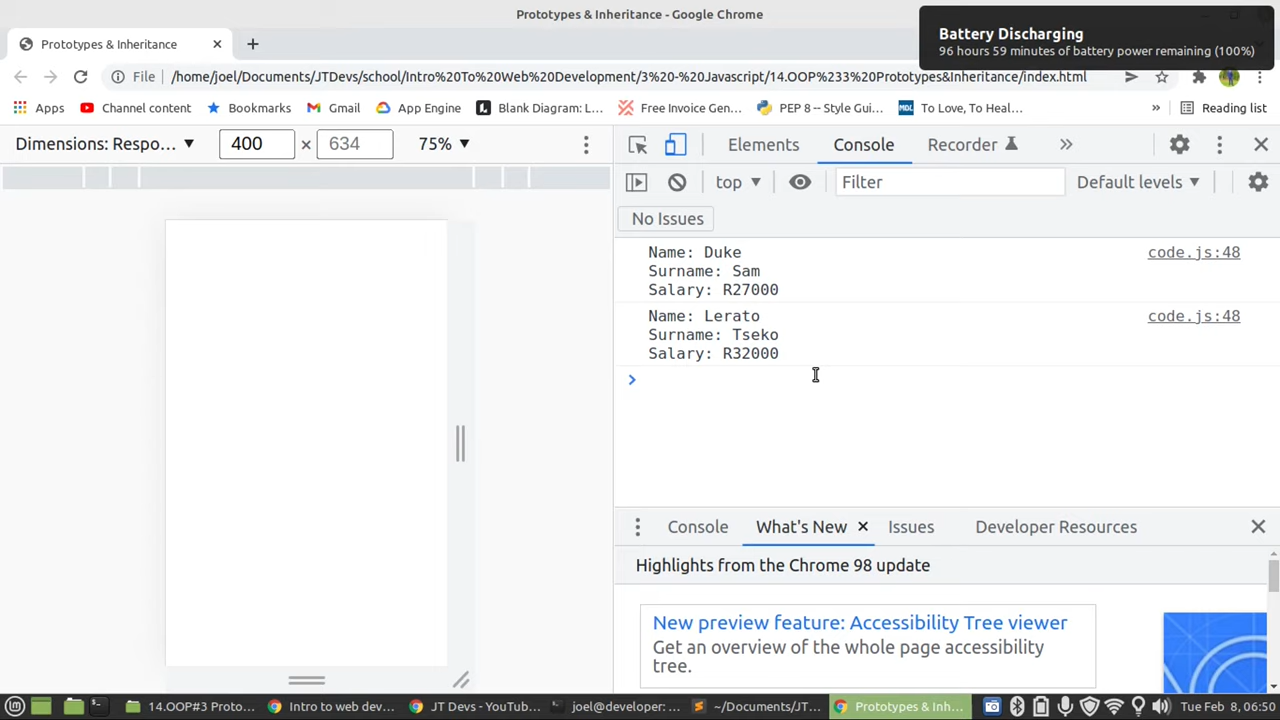 Prototypes & Inheritance - Google Chrome
Battery Discharging
96 hours 59 minutes of battery power remaining (100%)
Prototypes & Inheritance
File
/home/joel/Documents/JTDevs/school/Intro%20To%20Web%20Development/3%20-%20Javascript/14.OOP%233%20Prototypes&Inheritance/index.html
Apps
Channel content
Bookmarks
Gmail
App Engine
Blank Diagram: L...
Free Invoice Gen...
PEP 8 -- Style Gui...
MDL
To Love, To Heal...
»
Reading list
Dimensions: Respo... 400 × 634 75%
Elements
Console
Recorder
top
Filter
Default levels
No Issues
Name: Duke code.js:48
Surname: Sam
Salary: R27000
Name: Lerato code.js:48
Surname: Tseko
Salary: R32000
Console
What's New
Issues
Developer Resources
Highlights from the Chrome 98 update
New preview feature: Accessibility Tree viewer
Get an overview of the whole page accessibility
tree.
14.OOP#3 Proto...
Intro to web dev...
JT Devs - YouTub...
joel@developer: ...
~/Documents/JT...
Prototypes & Inh...
Tue Feb 8, 06:50